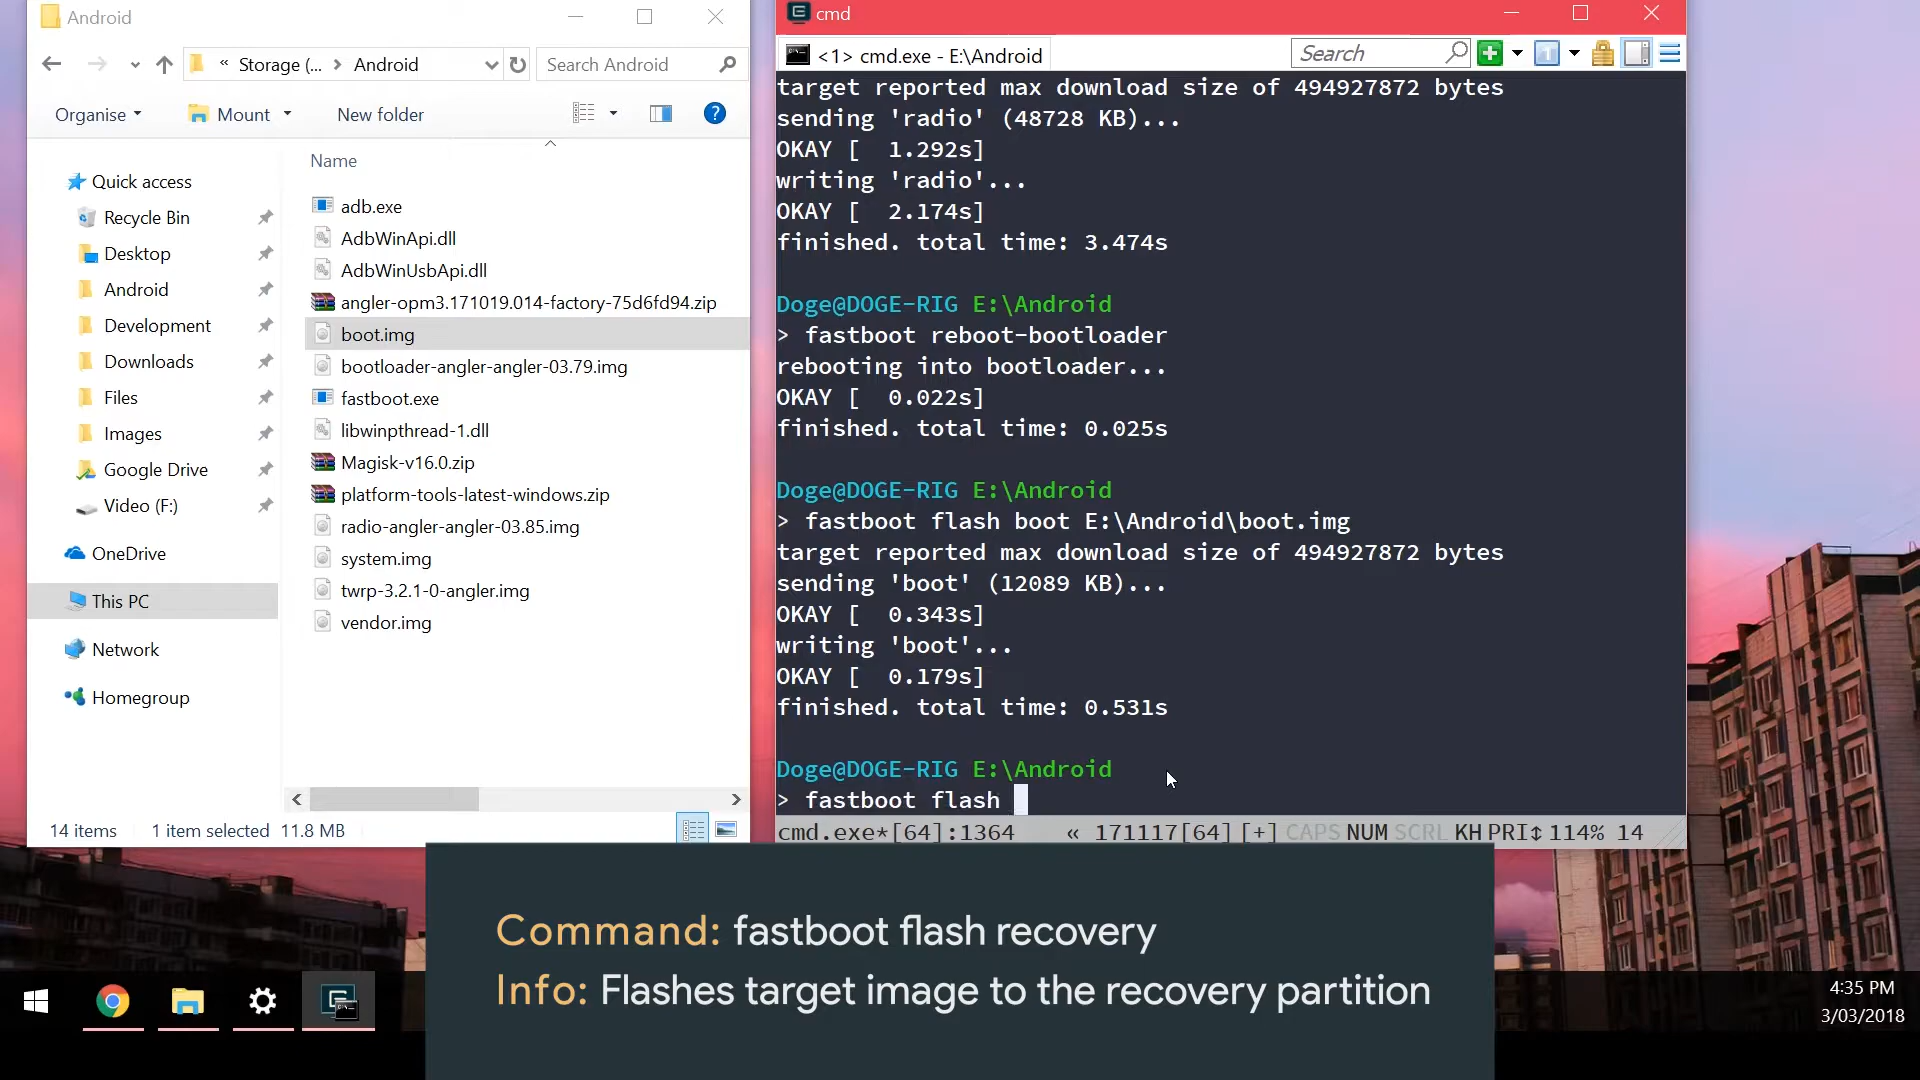 Android
« Storage (... > Android
Search Android
Organise
Mount
New folder
Name
Quick access
Recycle Bin
Desktop
Android
Development
Downloads
Files
Images
Google Drive
Video (F:)
OneDrive
This PC
Network
Homegroup
adb.exe
AdbWinApi.dll
AdbWinUsbApi.dll
angler-opm3.171019.014-factory-75d6fd94.zip
boot.img
bootloader-angler-angler-03.79.img
fastboot.exe
libwinpthread-1.dll
Magisk-v16.0.zip
platform-tools-latest-windows.zip
radio-angler-angler-03.85.img
system.img
twrp-3.2.1-0-angler.img
vendor.img
14 items 1 item selected 11.8 MB
cmd
<1> cmd.exe - E:\Android
Search
target reported max download size of 494927872 bytes
sending 'radio' (48728 KB)...
OKAY [  1.292s]
writing 'radio'...
OKAY [  2.174s]
finished. total time: 3.474s
Doge@DOGE-RIG E:\Android
> fastboot reboot-bootloader
rebooting into bootloader...
OKAY [  0.022s]
finished. total time: 0.025s
Doge@DOGE-RIG E:\Android
> fastboot flash boot E:\Android\boot.img
target reported max download size of 494927872 bytes
sending 'boot' (12089 KB)...
OKAY [  0.343s]
writing 'boot'...
OKAY [  0.179s]
finished. total time: 0.531s
Doge@DOGE-RIG E:\Android
> fastboot flash
cmd.exe*[64]:1364 « 171117[64] [+] CAPS NUM SCRL KH PRI↕ 114% 14
Command: fastboot flash recovery
Info: Flashes target image to the recovery partition
4:35 PM
3/03/2018